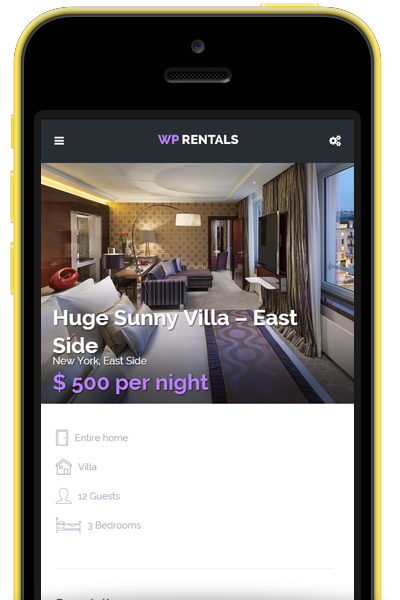 WP RENTALS
Huge Sunny Villa – East
Side
New York, East Side
$ 500 per night
Entire home
Villa
12 Guests
3 Bedrooms